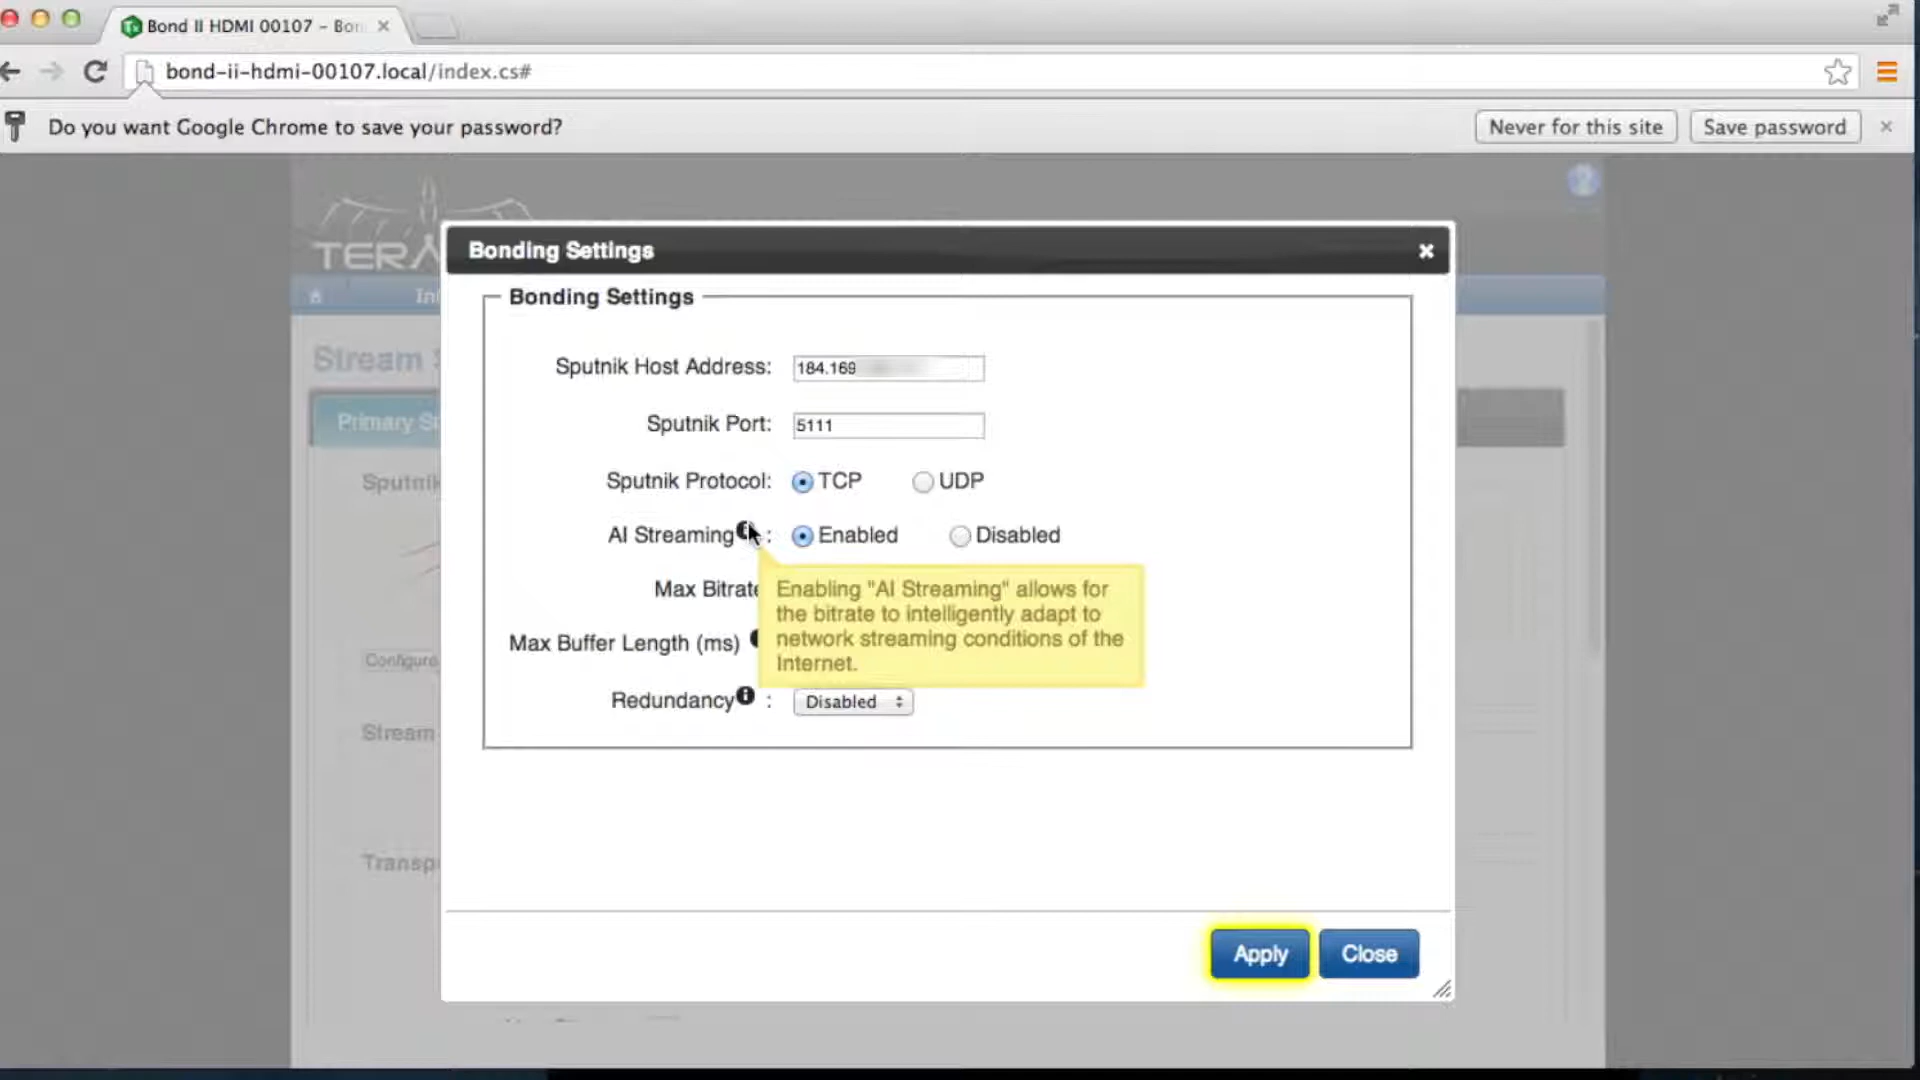 Bond II HDMI 00107 – Bon
bond-ii-hdmi-00107.local/index.cs#
Do you want Google Chrome to save your password?
Never for this site
Save password
TERA
Bonding Settings
Bonding Settings
Stream
Primary
Sputnik Host Address: 184.169
Sputnik Port: 5111
Sputnik
Sputnik Protocol: TCP UDP
AI Streaming : Enabled Disabled
Max Bitrate
Enabling "AI Streaming" allows for
the bitrate to intelligently adapt to
network streaming conditions of the
Internet.
Max Buffer Length (ms)
Configure
Redundancy : Disabled
Stream
Transp
Apply Close